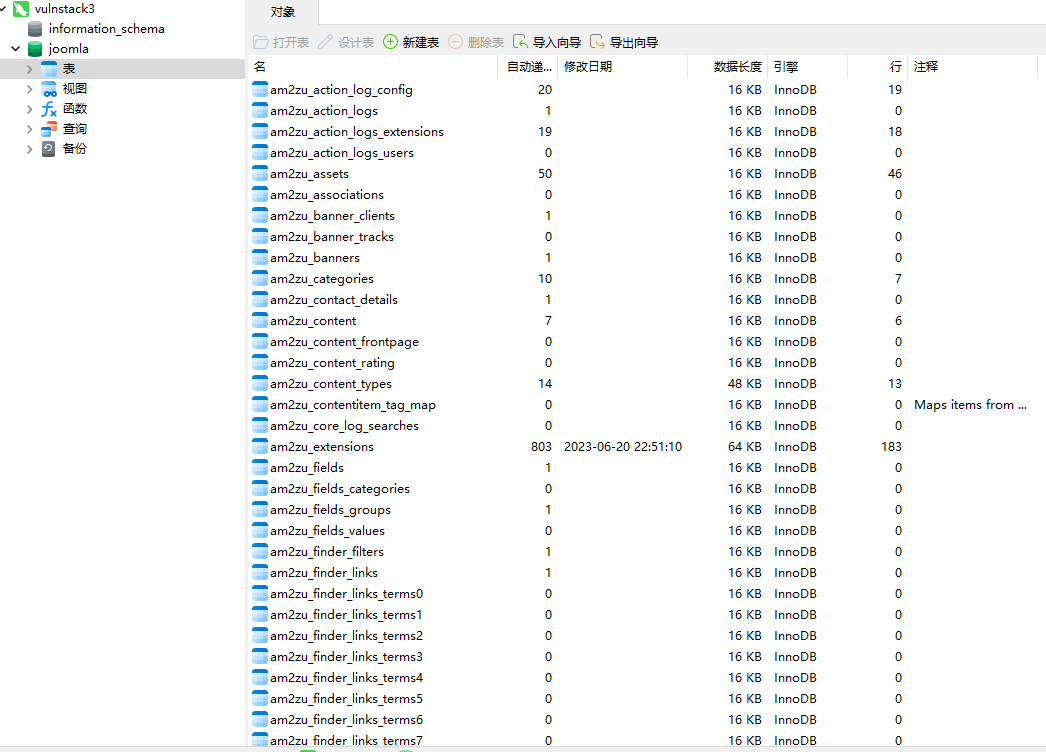 vulnstack3
information_schema
joomla
表
视图
函数
查询
备份
对象
打开表 设计表 新建表 删除表 导入向导 导出向导
名 自动递... 修改日期 数据长度 引擎 行 注释
am2zu_action_log_config 20 16 KB InnoDB 19
am2zu_action_logs 1 16 KB InnoDB 0
am2zu_action_logs_extensions 19 16 KB InnoDB 18
am2zu_action_logs_users 0 16 KB InnoDB 0
am2zu_assets 50 16 KB InnoDB 46
am2zu_associations 0 16 KB InnoDB 0
am2zu_banner_clients 1 16 KB InnoDB 0
am2zu_banner_tracks 0 16 KB InnoDB 0
am2zu_banners 1 16 KB InnoDB 0
am2zu_categories 10 16 KB InnoDB 7
am2zu_contact_details 1 16 KB InnoDB 0
am2zu_content 7 16 KB InnoDB 6
am2zu_content_frontpage 0 16 KB InnoDB 0
am2zu_content_rating 0 16 KB InnoDB 0
am2zu_content_types 14 48 KB InnoDB 13
am2zu_contentitem_tag_map 0 16 KB InnoDB 0 Maps items from ...
am2zu_core_log_searches 0 16 KB InnoDB 0
am2zu_extensions 803 2023-06-20 22:51:10 64 KB InnoDB 183
am2zu_fields 1 16 KB InnoDB 0
am2zu_fields_categories 0 16 KB InnoDB 0
am2zu_fields_groups 1 16 KB InnoDB 0
am2zu_fields_values 0 16 KB InnoDB 0
am2zu_finder_filters 1 16 KB InnoDB 0
am2zu_finder_links 1 16 KB InnoDB 0
am2zu_finder_links_terms0 0 16 KB InnoDB 0
am2zu_finder_links_terms1 0 16 KB InnoDB 0
am2zu_finder_links_terms2 0 16 KB InnoDB 0
am2zu_finder_links_terms3 0 16 KB InnoDB 0
am2zu_finder_links_terms4 0 16 KB InnoDB 0
am2zu_finder_links_terms5 0 16 KB InnoDB 0
am2zu_finder_links_terms6 0 16 KB InnoDB 0
am2zu_finder_links_terms7 0 16 KB InnoDB 0